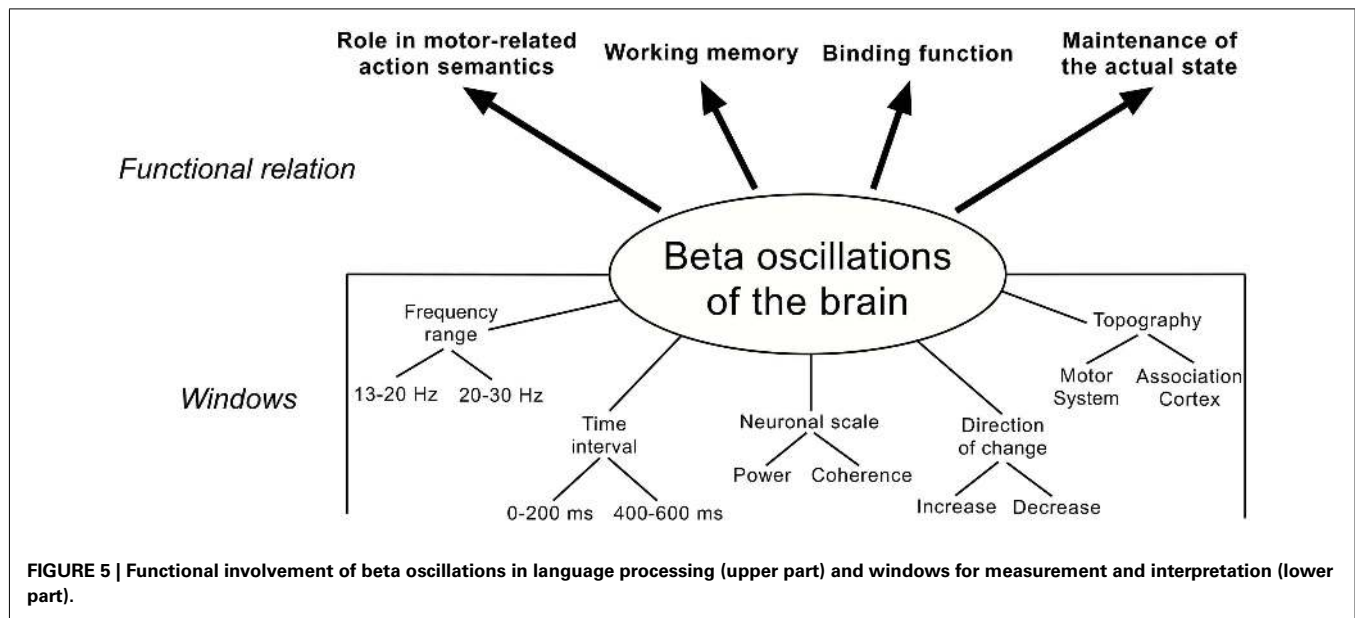 Role in motor-related
action semantics
Working memory
Binding function
Maintenance of
the actual state
Functional relation
Beta oscillations
of the brain
Windows
Frequency
range
13-20 Hz
20-30 Hz
Time
interval
0-200 ms
400-600 ms
Neuronal scale
Power
Coherence
Direction
of change
Increase
Decrease
Topography
Motor
System
Association
Cortex
FIGURE 5 | Functional involvement of beta oscillations in language processing (upper part) and windows for measurement and interpretation (lower
part).